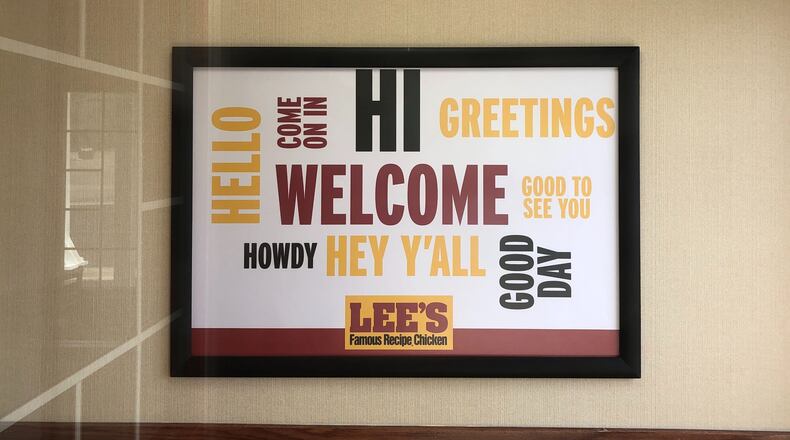 HELLO
COME
ON IN
HI
GREETINGS
WELCOME
GOOD TO
SEE YOU
HOWDY
HEY Y'ALL
GOOD
DAY
LEE'S
Famous Recipe Chicken